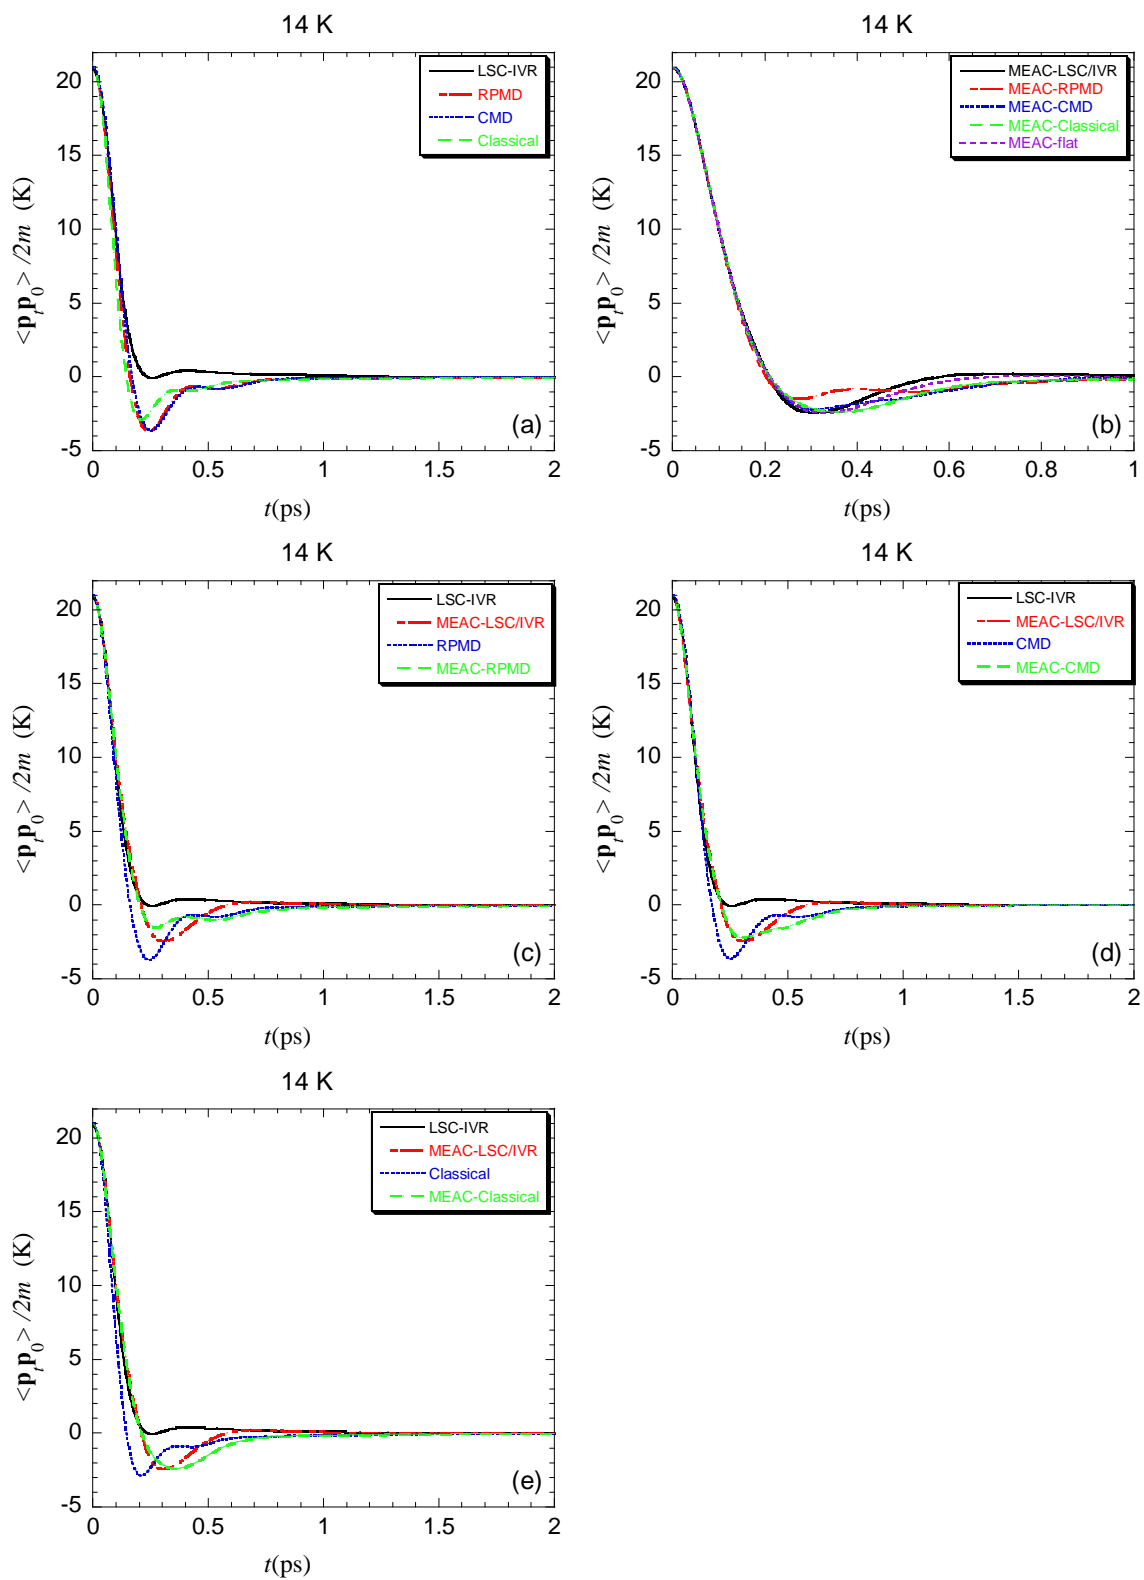 14 K
LSC-IVR
RPMD
CMD
Classical
20
15
10
5
0
-5
<p_t p_0> /2m (K)
(a)
0 0.5 1 1.5 2
t(ps)
14 K
MEAC-LSC/IVR
MEAC-RPMD
MEAC-CMD
MEAC-Classical
MEAC-flat
20
15
10
5
0
-5
<p_t p_0> /2m (K)
(b)
0 0.2 0.4 0.6 0.8 1
t(ps)
14 K
LSC-IVR
MEAC-LSC/IVR
RPMD
MEAC-RPMD
20
15
10
5
0
-5
<p_t p_0> /2m (K)
(c)
0 0.5 1 1.5 2
t(ps)
14 K
LSC-IVR
MEAC-LSC/IVR
CMD
MEAC-CMD
20
15
10
5
0
-5
<p_t p_0> /2m (K)
(d)
0 0.5 1 1.5 2
t(ps)
14 K
LSC-IVR
MEAC-LSC/IVR
Classical
MEAC-Classical
20
15
10
5
0
-5
<p_t p_0> /2m (K)
(e)
0 0.5 1 1.5 2
t(ps)